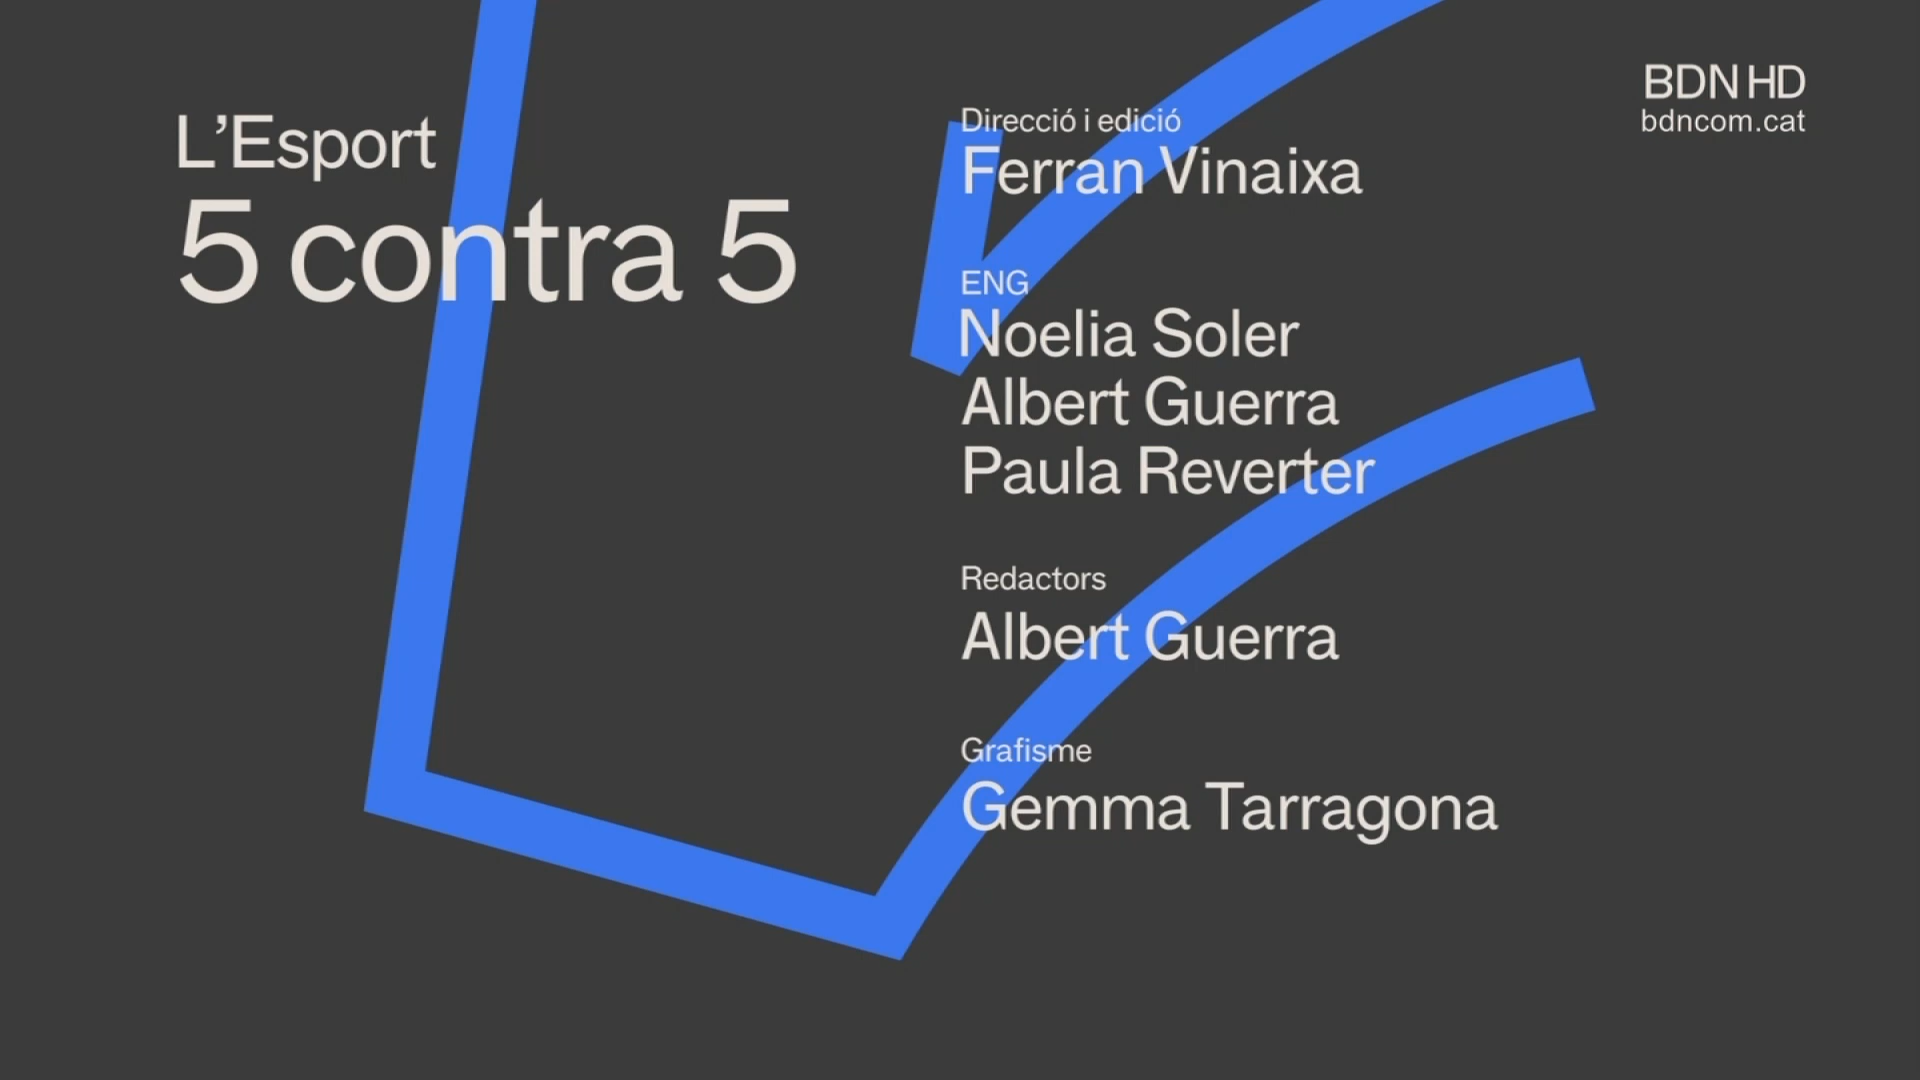 L’Esport
5 contra 5
Direcció i edició
Ferran Vinaixa
ENG
Noelia Soler
Albert Guerra
Paula Reverter
Redactors
Albert Guerra
Grafisme
Gemma Tarragona
BDN HD
bdncom.cat